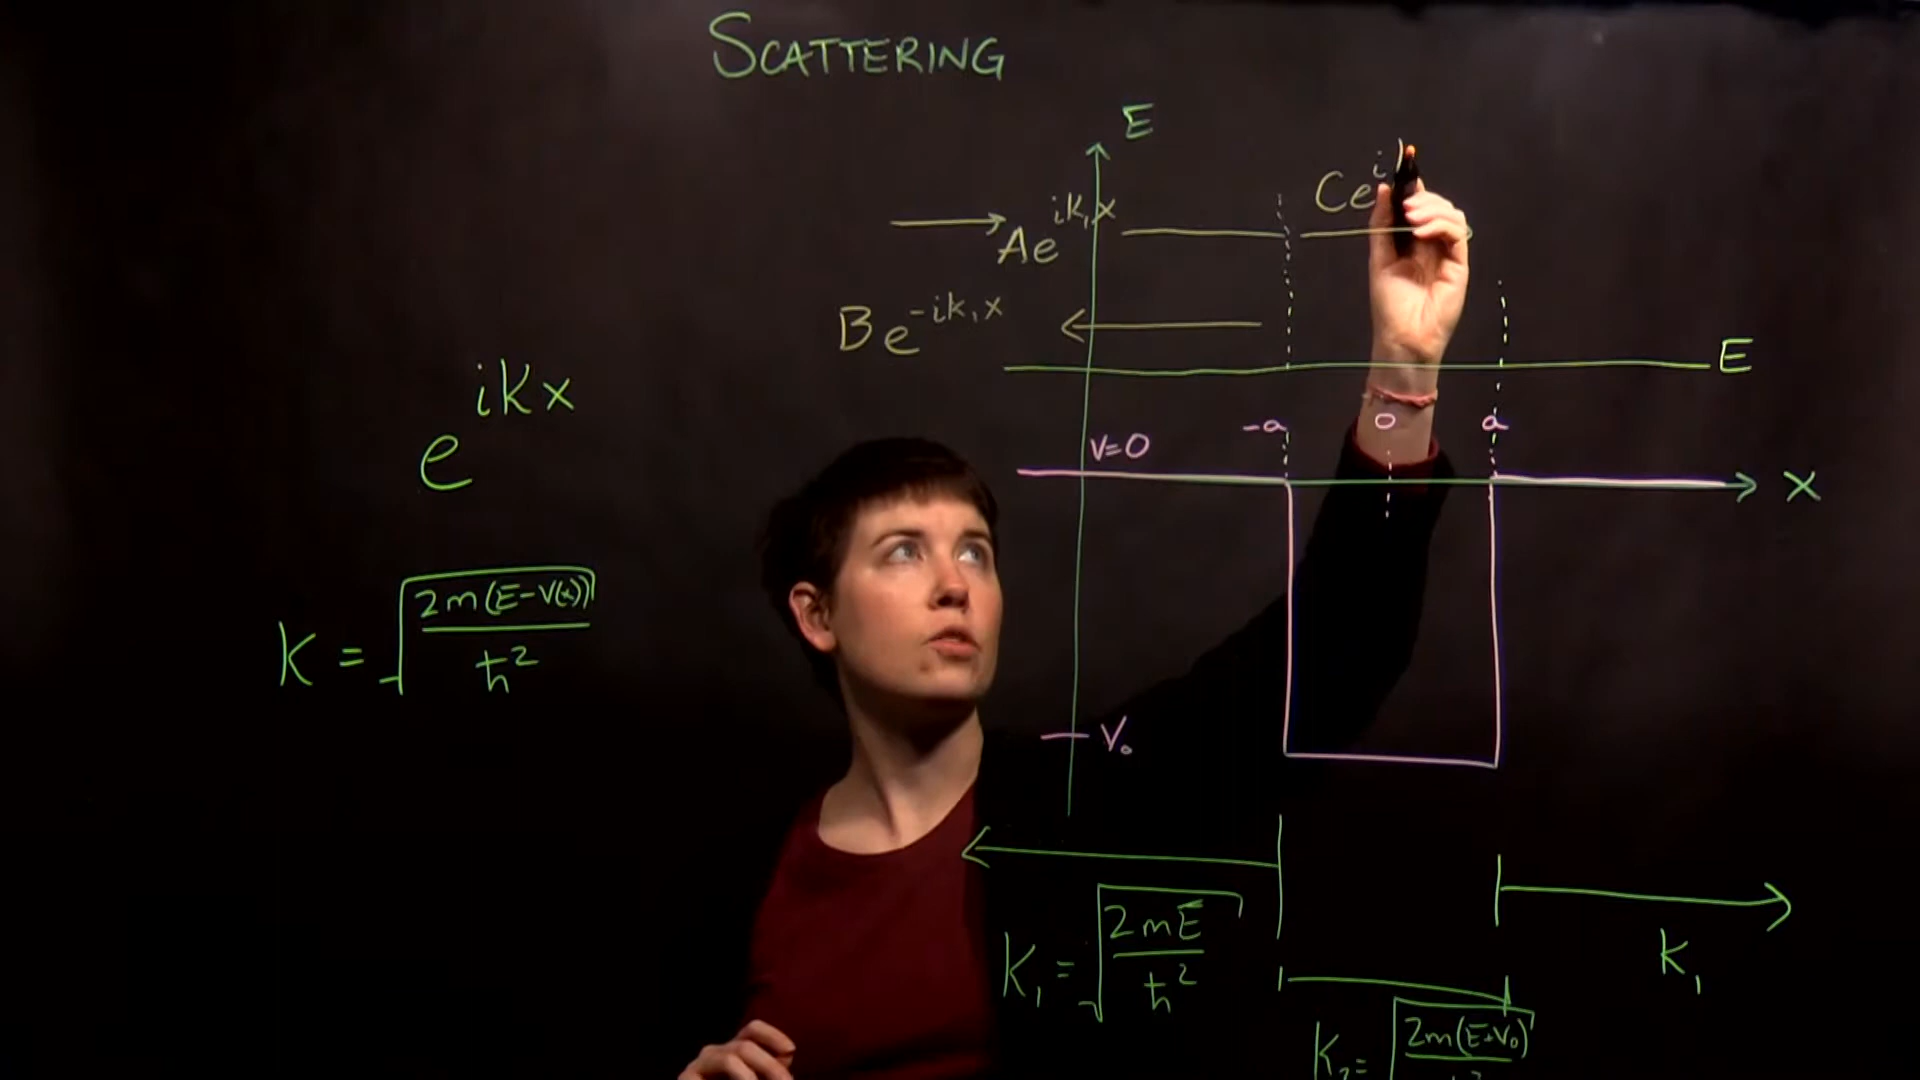 SCATTERING
E
Ae^{ik₁x}
Ce^{i
Be^{-ik₁x}
E
e^{ikx}
-a 0 a
V=0
x
K = √(2m(E-V(x))/ħ²)
V₀
K₁ = √(2mE/ħ²)
K₁
K₂ = √(2m(E+V₀)/ħ²